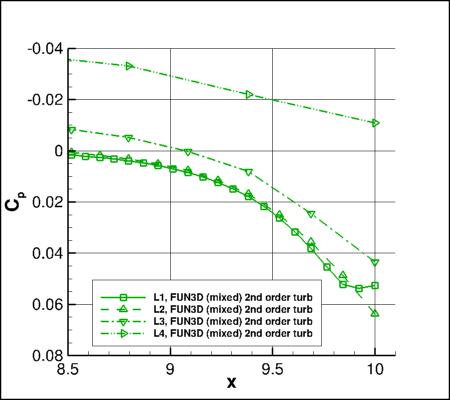 -0.04
-0.02
0
0.02
0.04
0.06
0.08
Cp
L1, FUN3D (mixed) 2nd order turb
L2, FUN3D (mixed) 2nd order turb
L3, FUN3D (mixed) 2nd order turb
L4, FUN3D (mixed) 2nd order turb
8.5 9 9.5 10
x